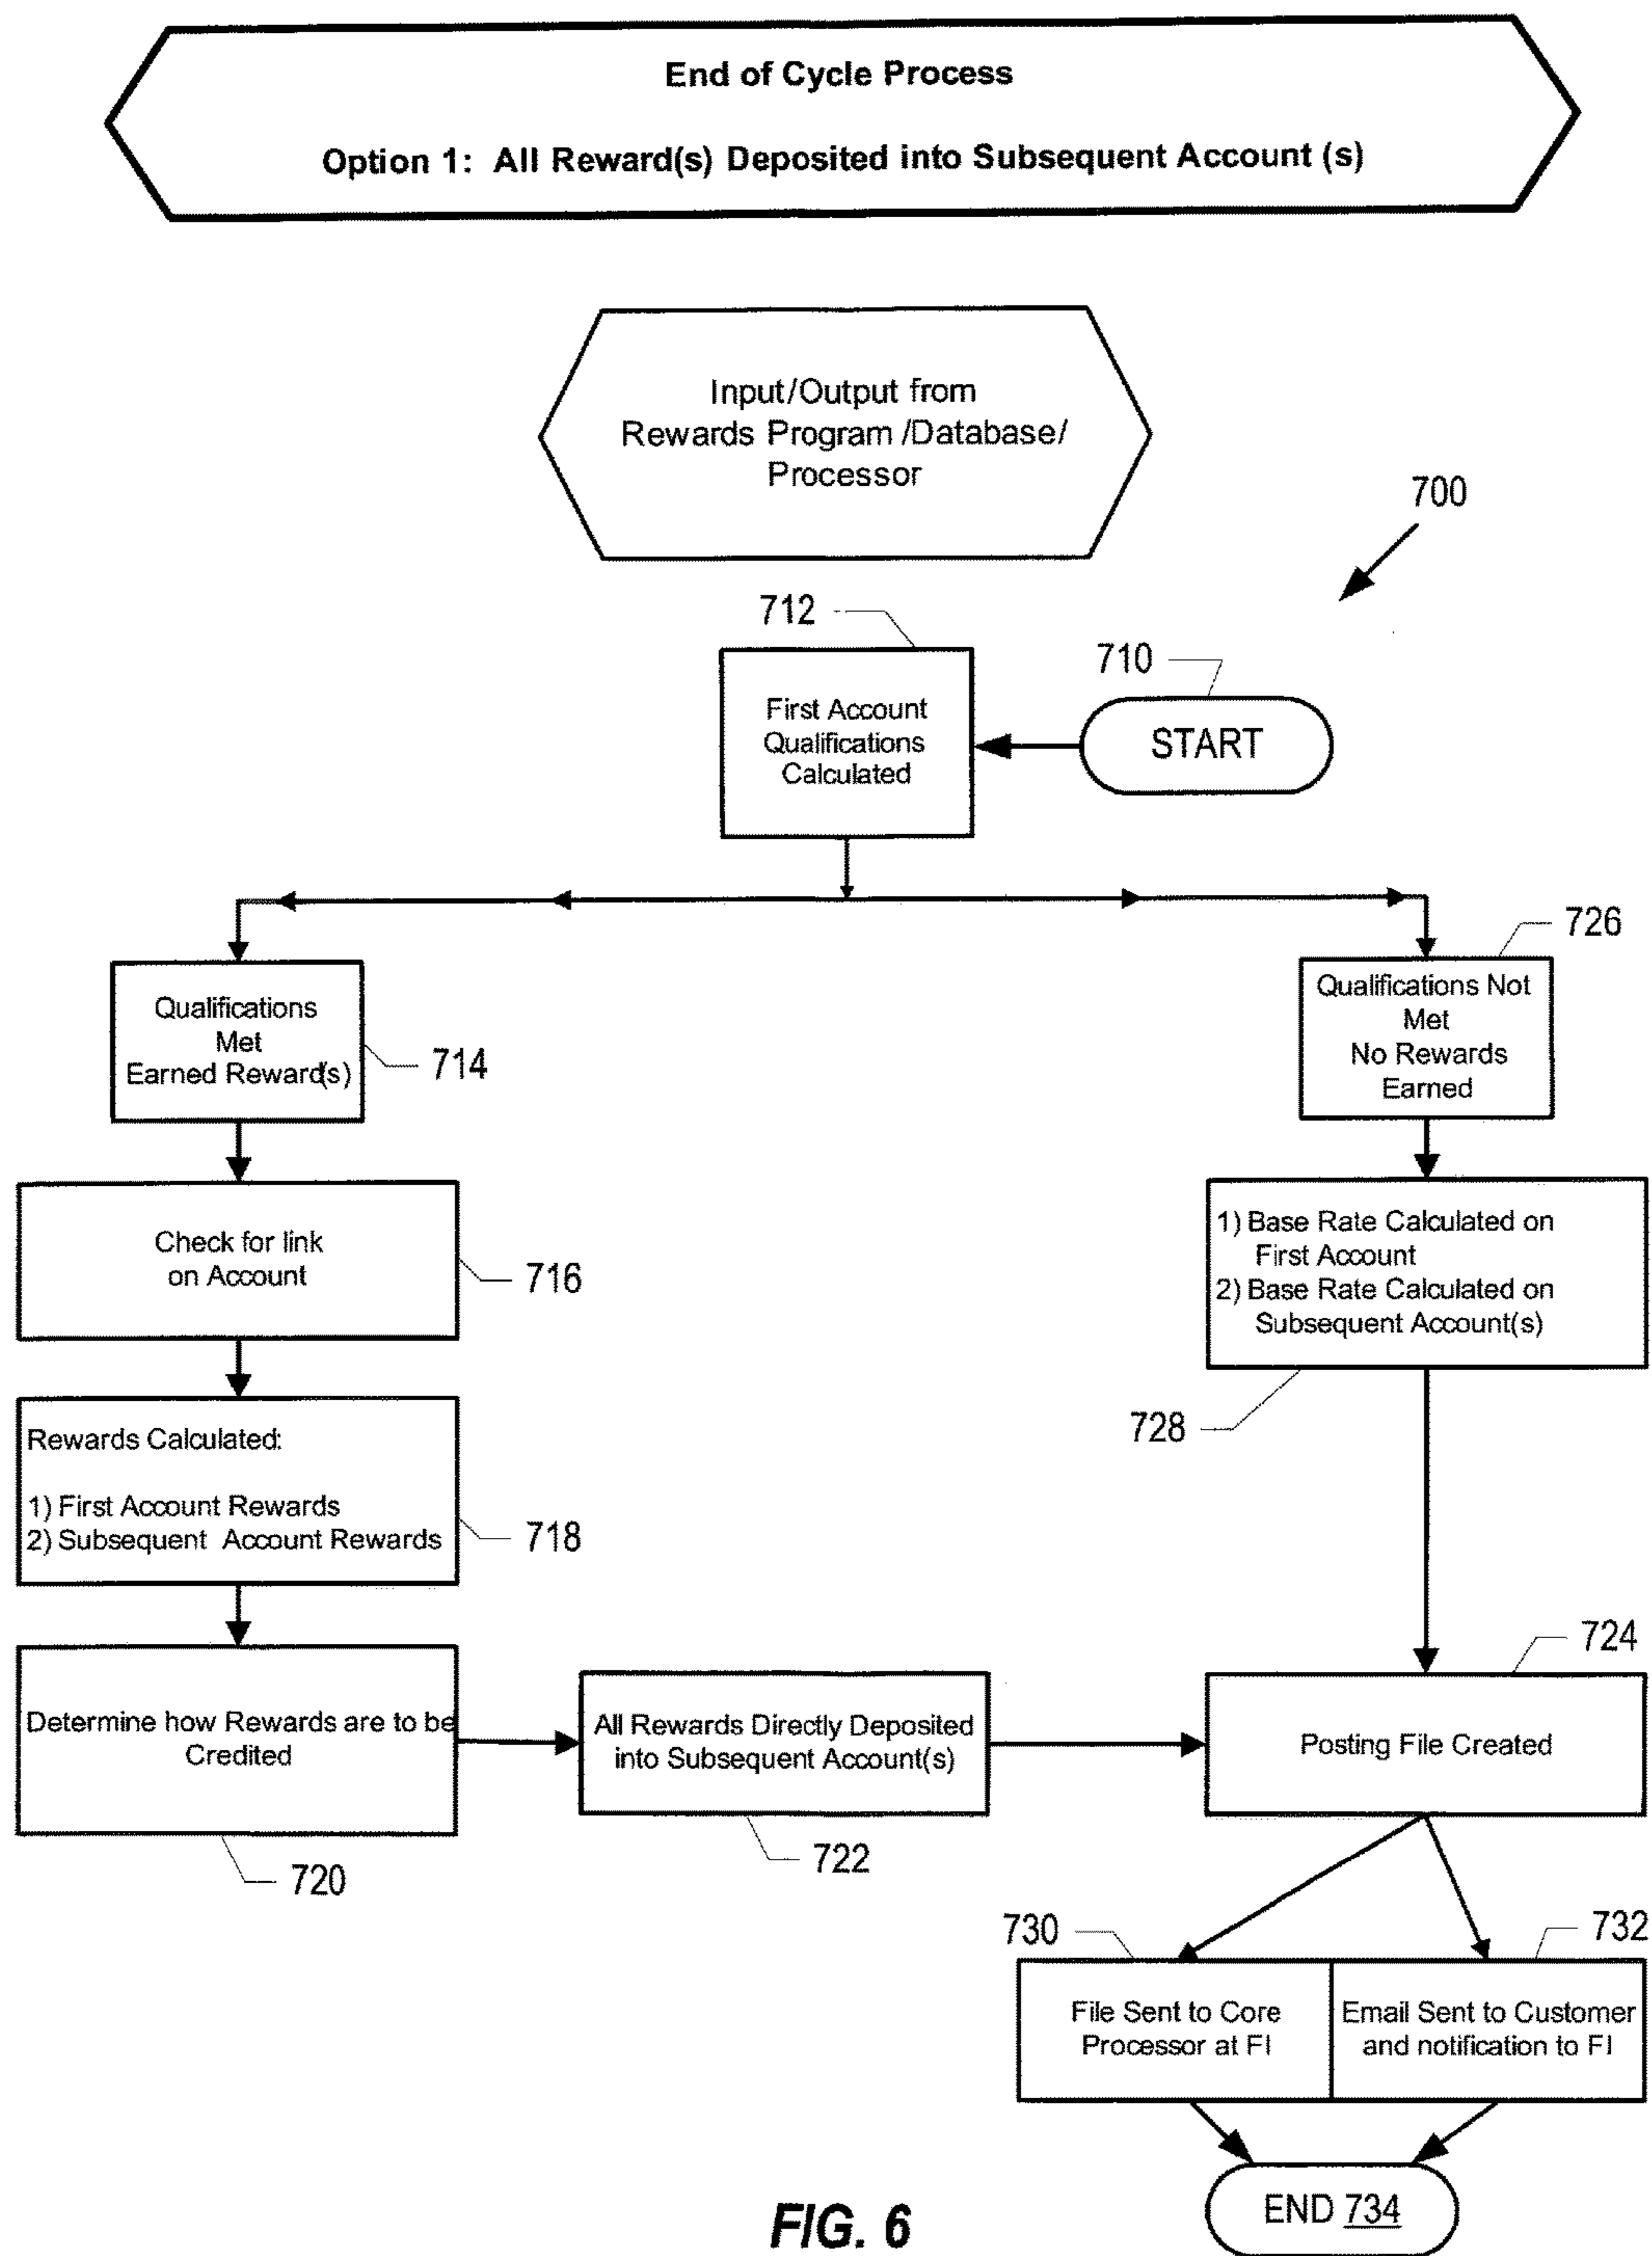 End of Cycle Process
Option 1: All Reward(s) Deposited into Subsequent Account (s)
Input/Output from
Rewards Program /Database/
Processor
700
712
710
First Account
Qualifications
Calculated
START
726
Qualifications
Met
Earned Reward(s)
714
Qualifications Not
Met
No Rewards
Earned
Check for link
on Account
716
1) Base Rate Calculated on
First Account
2) Base Rate Calculated on
Subsequent Account(s)
728
Rewards Calculated:
1) First Account Rewards
2) Subsequent Account Rewards
718
724
Determine how Rewards are to be
Credited
720
All Rewards Directly Deposited
into Subsequent Account(s)
722
Posting File Created
730
732
File Sent to Core
Processor at FI
Email Sent to Customer
and notification to FI
END 734
FIG. 6